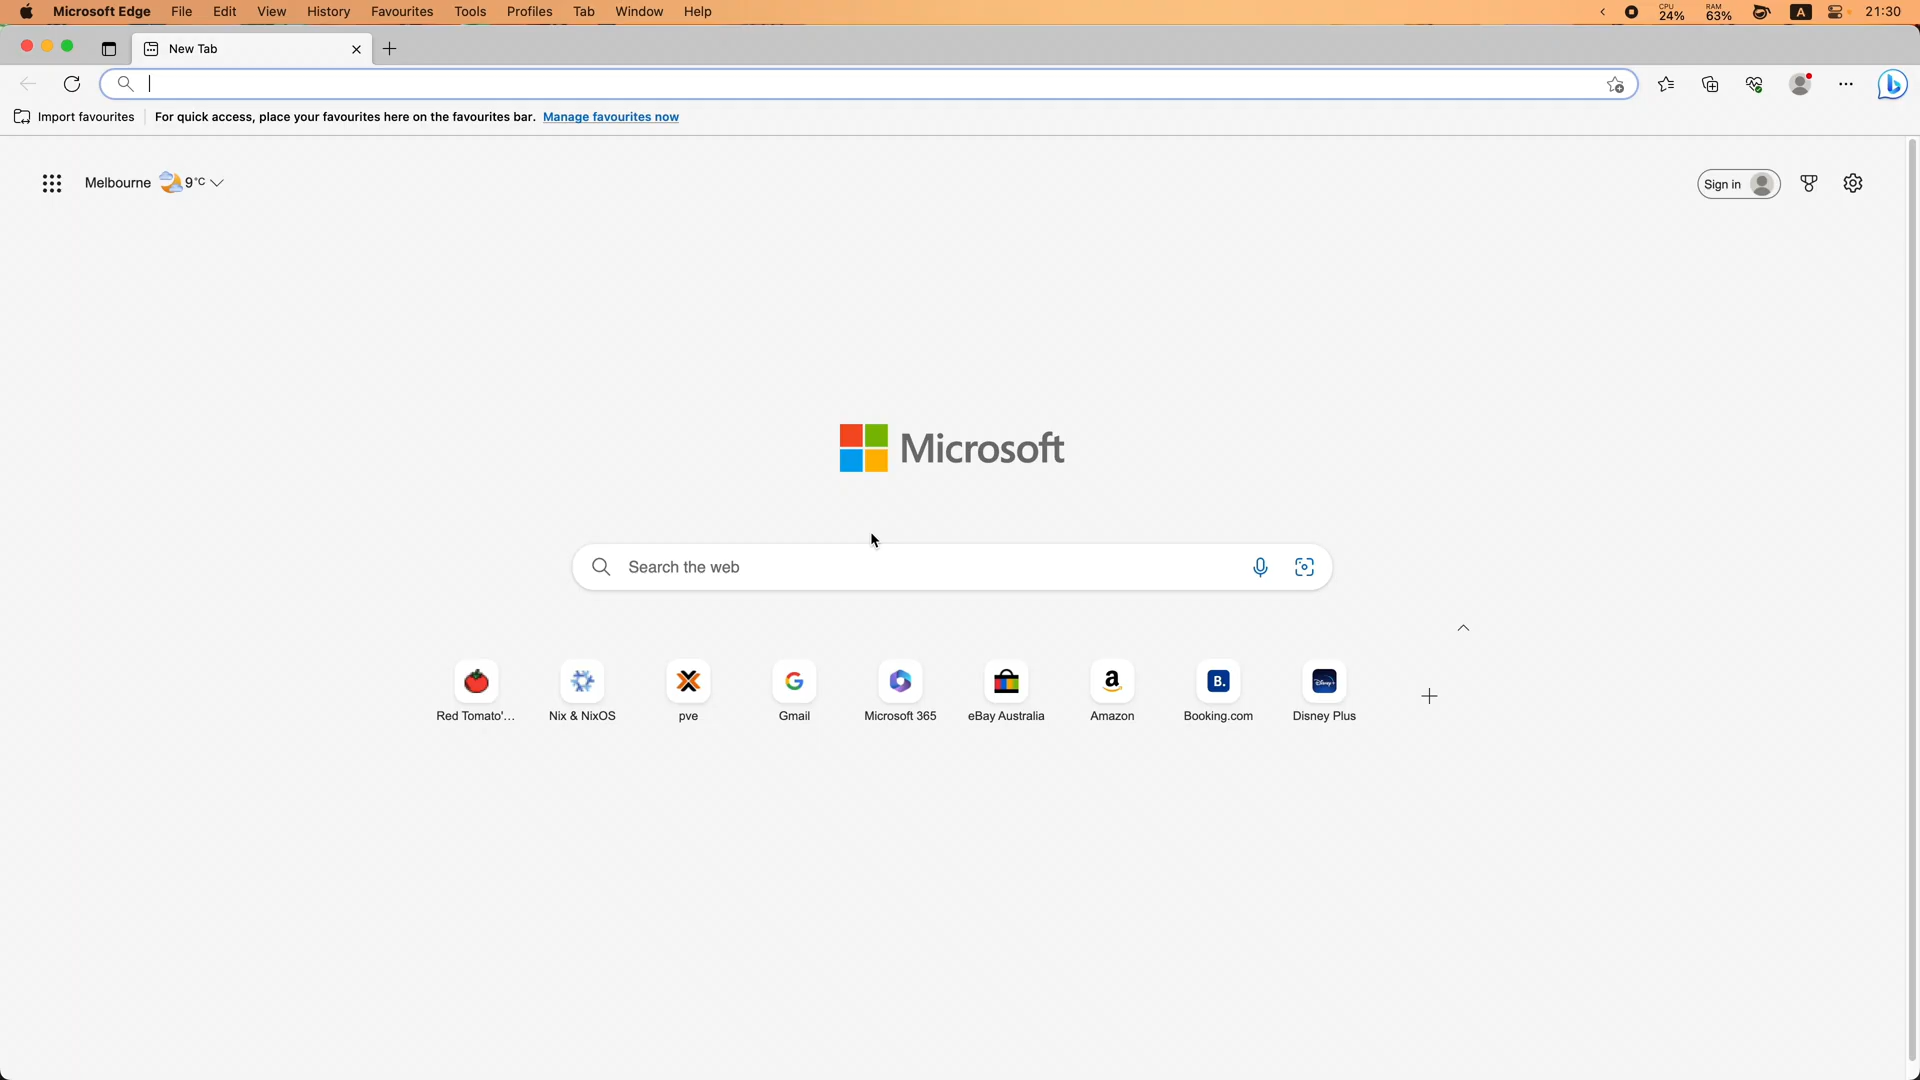 Microsoft Edge File Edit View History Favourites Tools Profiles Tab Window Help CPU 24% RAM 63% A 21:30
New Tab
Import favourites For quick access, place your favourites here on the favourites bar. Manage favourites now
Melbourne 9°C Sign in
Microsoft
Search the web
Red Tomato'... Nix & NixOS pve Gmail Microsoft 365 eBay Australia Amazon Booking.com Disney Plus